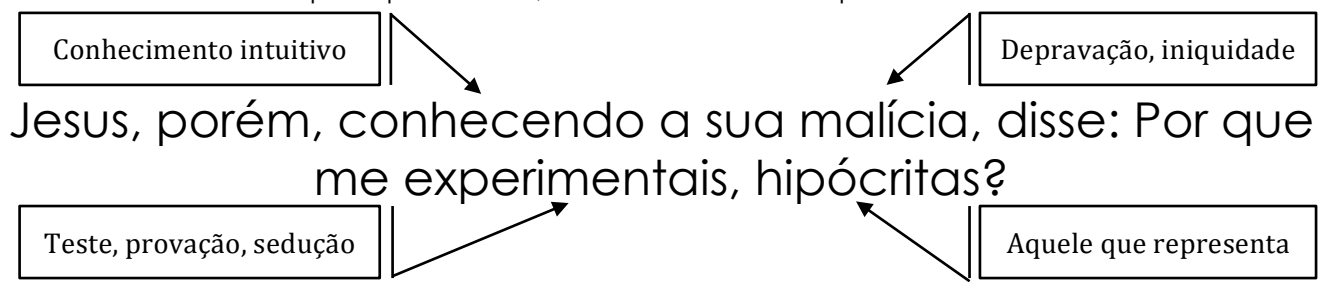 Conhecimento intuitivo
Depravação, iniquidade
Jesus, porém, conhecendo a sua malícia, disse: Por que
me experimentais, hipócritas?
Teste, provação, sedução
Aquele que representa